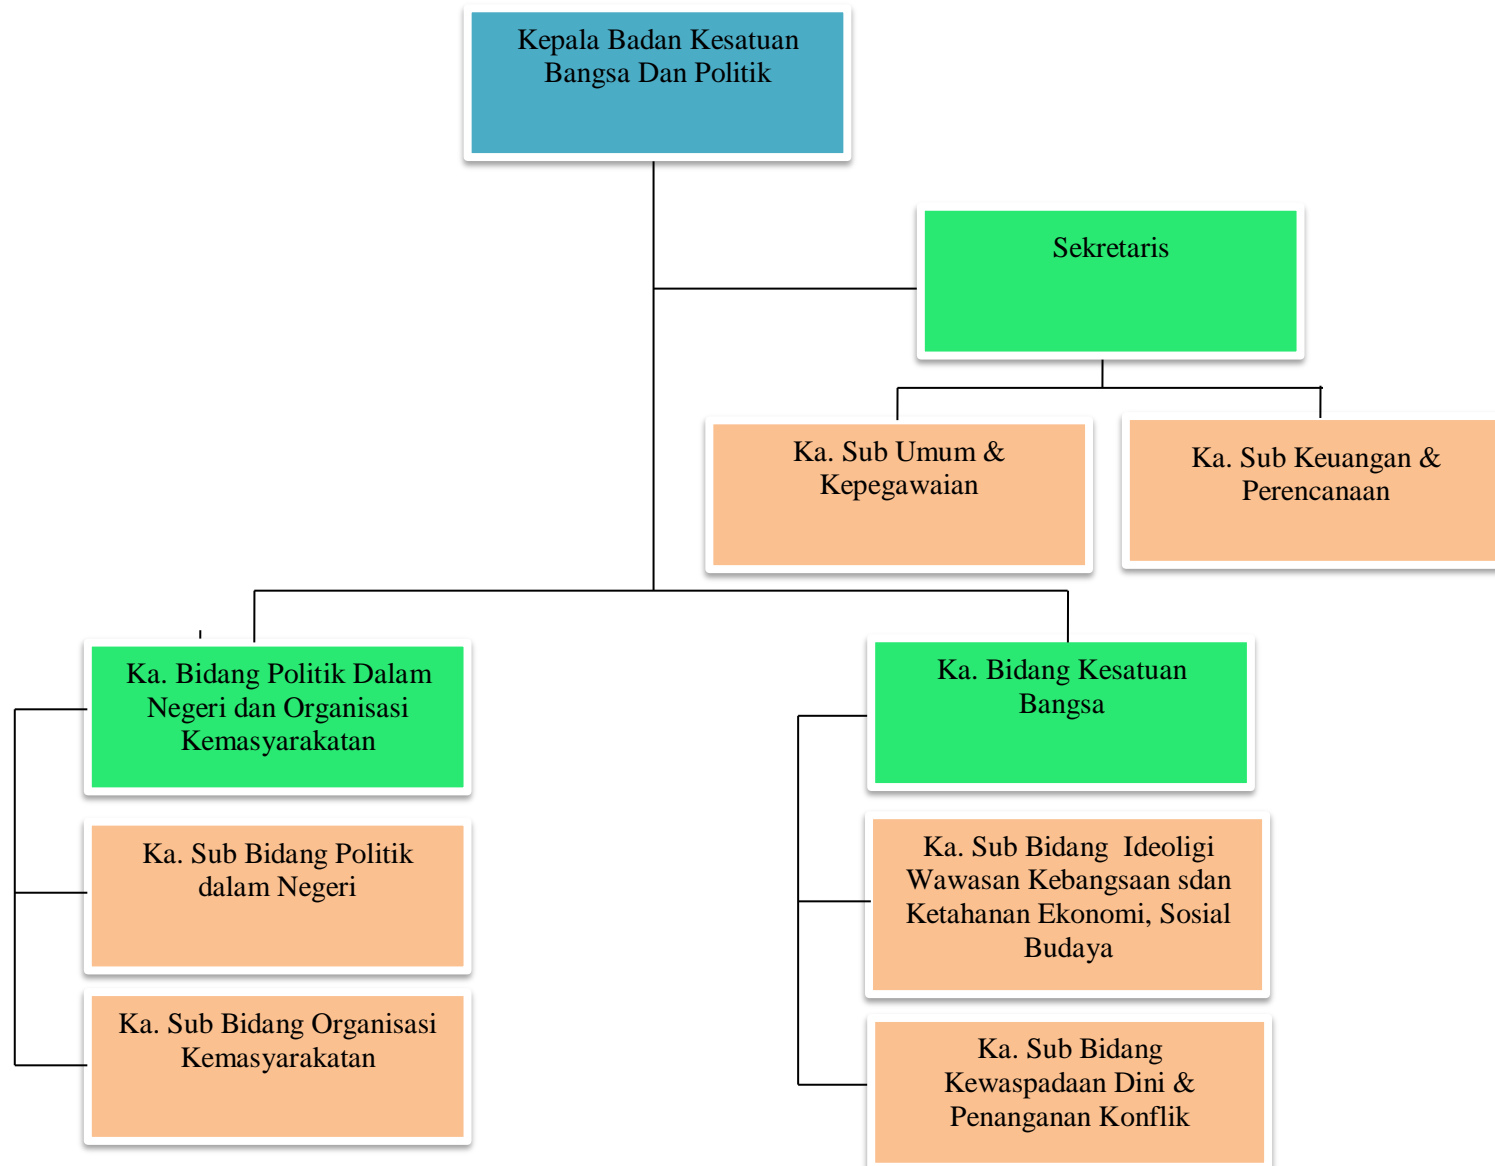 Kepala Badan Kesatuan
Bangsa Dan Politik
Sekretaris
Ka. Sub Umum &
Kepegawaian
Ka. Sub Keuangan &
Perencanaan
Ka. Bidang Politik Dalam
Negeri dan Organisasi
Kemasyarakatan
Ka. Sub Bidang Politik
dalam Negeri
Ka. Sub Bidang Organisasi
Kemasyarakatan
Ka. Bidang Kesatuan
Bangsa
Ka. Sub Bidang Ideoligi
Wawasan Kebangsaan sdan
Ketahanan Ekonomi, Sosial
Budaya
Ka. Sub Bidang
Kewaspadaan Dini &
Penanganan Konflik